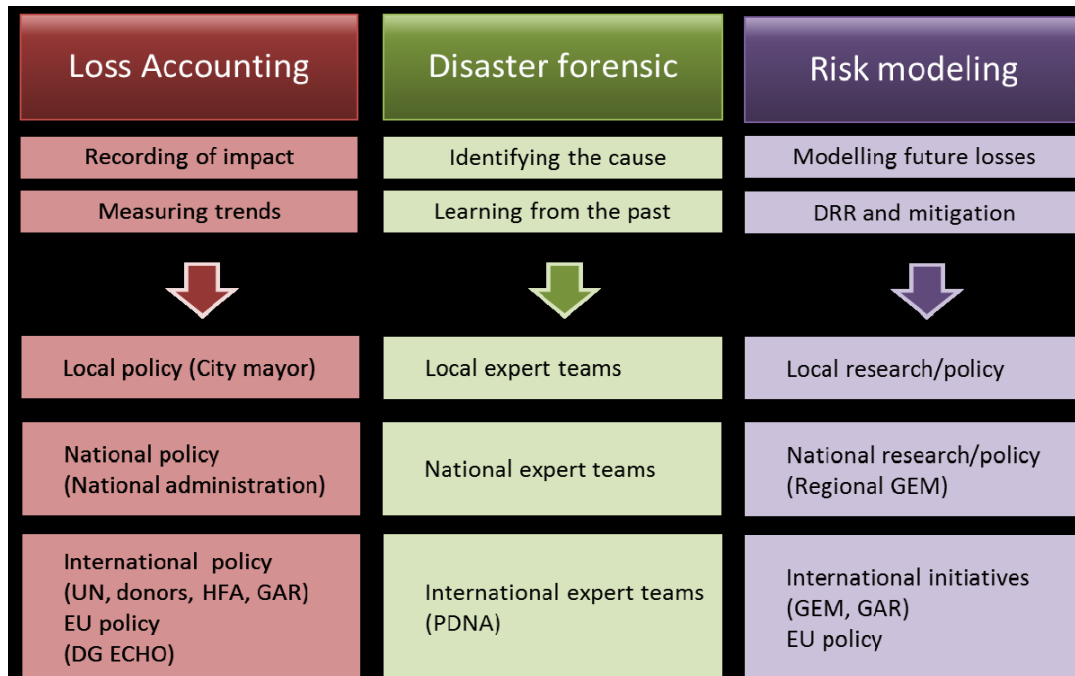 Loss Accounting
Disaster forensic
Risk modeling
Recording of impact
Identifying the cause
Modelling future losses
Measuring trends
Learning from the past
DRR and mitigation
Local policy (City mayor)
Local expert teams
Local research/policy
National policy
(National administration)
National expert teams
National research/policy
(Regional GEM)
International policy
(UN, donors, HFA, GAR)
EU policy
(DG ECHO)
International expert teams
(PDNA)
International initiatives
(GEM, GAR)
EU policy